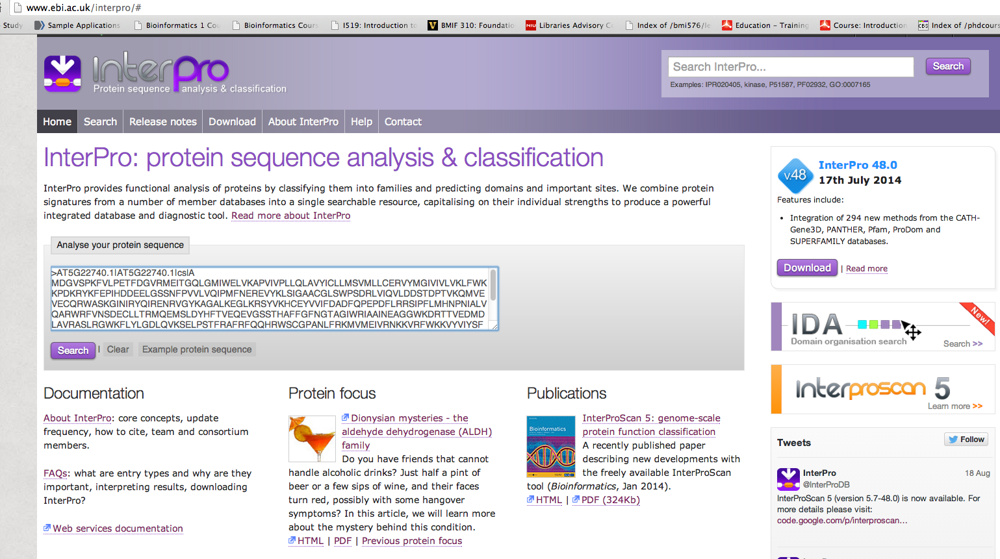 www.ebi.ac.uk/interpro/#
Study
Sample Applications
Bioinformatics 1 Cou
Bioinformatics Cours
I519: Introduction to
BMIF 310: Foundatio
Libraries Advisory Co
Index of /bmi576/le
Education – Training
Course: Introduction
Index of /phdcours
InterPro
Protein sequence analysis & classification
Search InterPro...
Search
Examples: IPR020405, kinase, P51587, PF02932, GO:0007165
Home
Search
Release notes
Download
About InterPro
Help
Contact
InterPro: protein sequence analysis & classification
InterPro provides functional analysis of proteins by classifying them into families and predicting domains and important sites. We combine protein
signatures from a number of member databases into a single searchable resource, capitalising on their individual strengths to produce a powerful
integrated database and diagnostic tool. Read more about InterPro
Analyse your protein sequence
>AT5G22740.1|AT5G22740.1|cslA
MDGVSPKFVLPETFDGVRMEITGQLGMIWELVKAPVIVPLLQLAVYICLLMSVMLLCERVYMGIVIVLVKLFWK
KPDKRYKFEPIHDDEELGSSNFPVVLVQIPMFNEREVYKLSIGAACGLSWPSDRLVIQVLDDSTDPTVKQMVE
VECQRWASKGINIRYQIRENRVGYKAGALKEGLKRSYVKHCEYVVIFDADFQPEPDFLRRSIPFLMHNPNIALV
QARWRFVNSDECLLTRMQEMSLDYHFTVEQEVGSSTHAFFGFNGTAGIWRIAAINEAGGWKDRTTVEDMD
LAVRASLRGWKFLYLGDLQVKSELPSTFRAFRFQQHRWSCGPANLFRKMVMEIVRNKKVRFWKKVYVIYSF
Search | Clear Example protein sequence
Documentation
About InterPro: core concepts, update
frequency, how to cite, team and consortium
members.
FAQs: what are entry types and why are they
important, interpreting results, downloading
InterPro?
Web services documentation
Protein focus
Dionysian mysteries - the
aldehyde dehydrogenase (ALDH)
family
Do you have friends that cannot
handle alcoholic drinks? Just half a pint of
beer or a few sips of wine, and their faces
turn red, possibly with some hangover
symptoms? In this article, we will learn more
about the mystery behind this condition.
HTML | PDF | Previous protein focus
Publications
Bioinformatics
InterProScan 5: genome-scale
protein function classification
A recently published paper
describing new developments with
the freely available InterProScan
tool (Bioinformatics, Jan 2014).
HTML | PDF (324Kb)
v.48
InterPro 48.0
17th July 2014
Features include:
• Integration of 294 new methods from the CATH-
Gene3D, PANTHER, Pfam, ProDom and
SUPERFAMILY databases.
Download | Read more
IDA
New!
Domain organisation search
Search >>
Interproscan 5
Learn more >>
Tweets
Follow
InterPro
18 Aug
@InterProDB
InterProScan 5 (version 5.7-48.0) is now available. For
more details please visit:
code.google.com/p/interproscan...